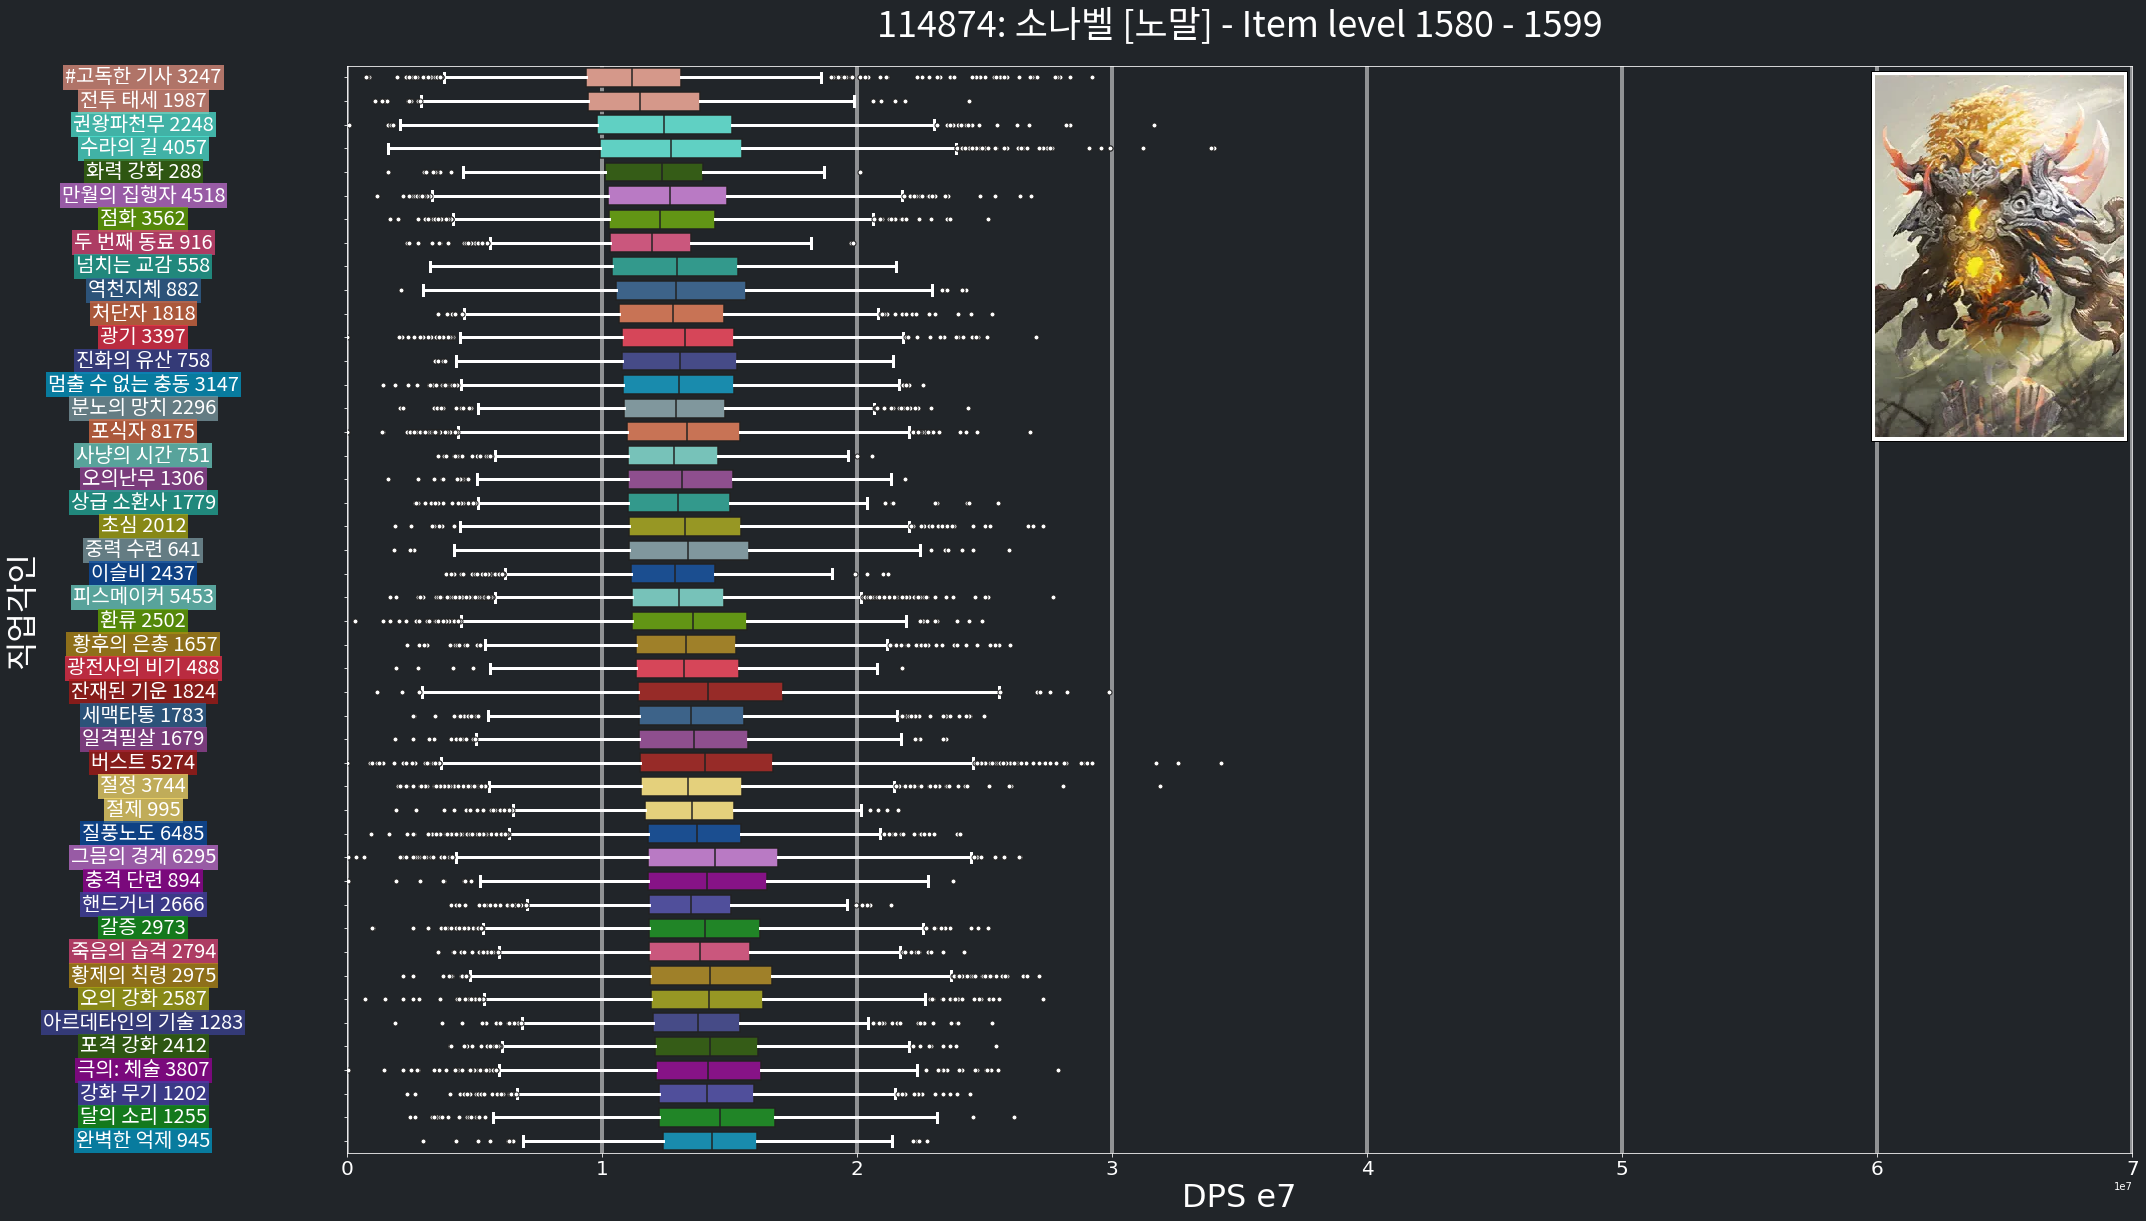 114874: 소나벨 [노말] - Item level 1580 - 1599
#고독한 기사 3247
전투 태세 1987
권왕파천무 2248
수라의 길 4057
화력 강화 288
만월의 집행자 4518
점화 3562
두 번째 동료 916
넘치는 교감 558
역천지체 882
처단자 1818
광기 3397
진화의 유산 758
멈출 수 없는 충동 3147
분노의 망치 2296
포식자 8175
사냥의 시간 751
오의난무 1306
상급 소환사 1779
초심 2012
중력 수련 641
이슬비 2437
피스메이커 5453
환류 2502
황후의 은총 1657
광전사의 비기 488
잔재된 기운 1824
세맥타통 1783
일격필살 1679
버스트 5274
절정 3744
절제 995
질풍노도 6485
그믐의 경계 6295
충격 단련 894
핸드거너 2666
갈증 2973
죽음의 습격 2794
황제의 칙령 2975
오의 강화 2587
아르데타인의 기술 1283
포격 강화 2412
극의: 체술 3807
강화 무기 1202
달의 소리 1255
완벽한 억제 945
직업각인
0 1 2 3 4 5 6 7
1e7
DPS e7